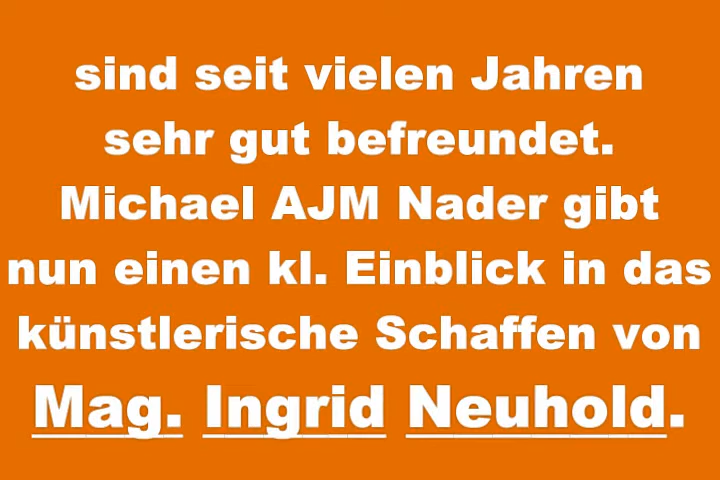 sind seit vielen Jahren
sehr gut befreundet.
Michael AJM Nader gibt
nun einen kl. Einblick in das
künstlerische Schaffen von
Mag. Ingrid Neuhold.